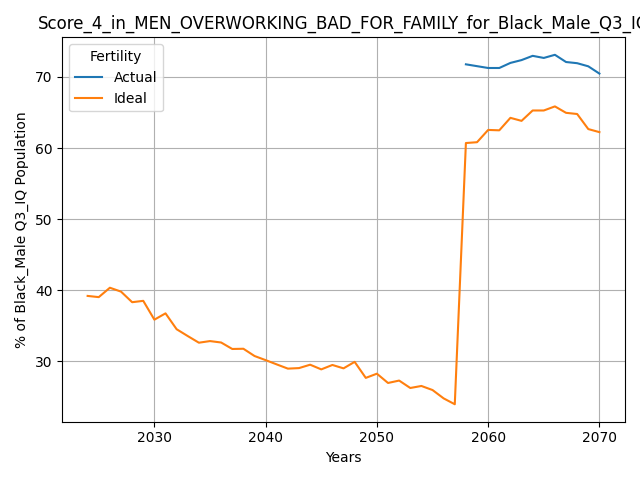 Score_4_in_MEN_OVERWORKING_BAD_FOR_FAMILY_for_Black_Male_Q3_IQ
Fertility
Actual
Ideal
% of Black_Male Q3_IQ Population
70
60
50
40
30
2030
2040
2050
2060
2070
Years